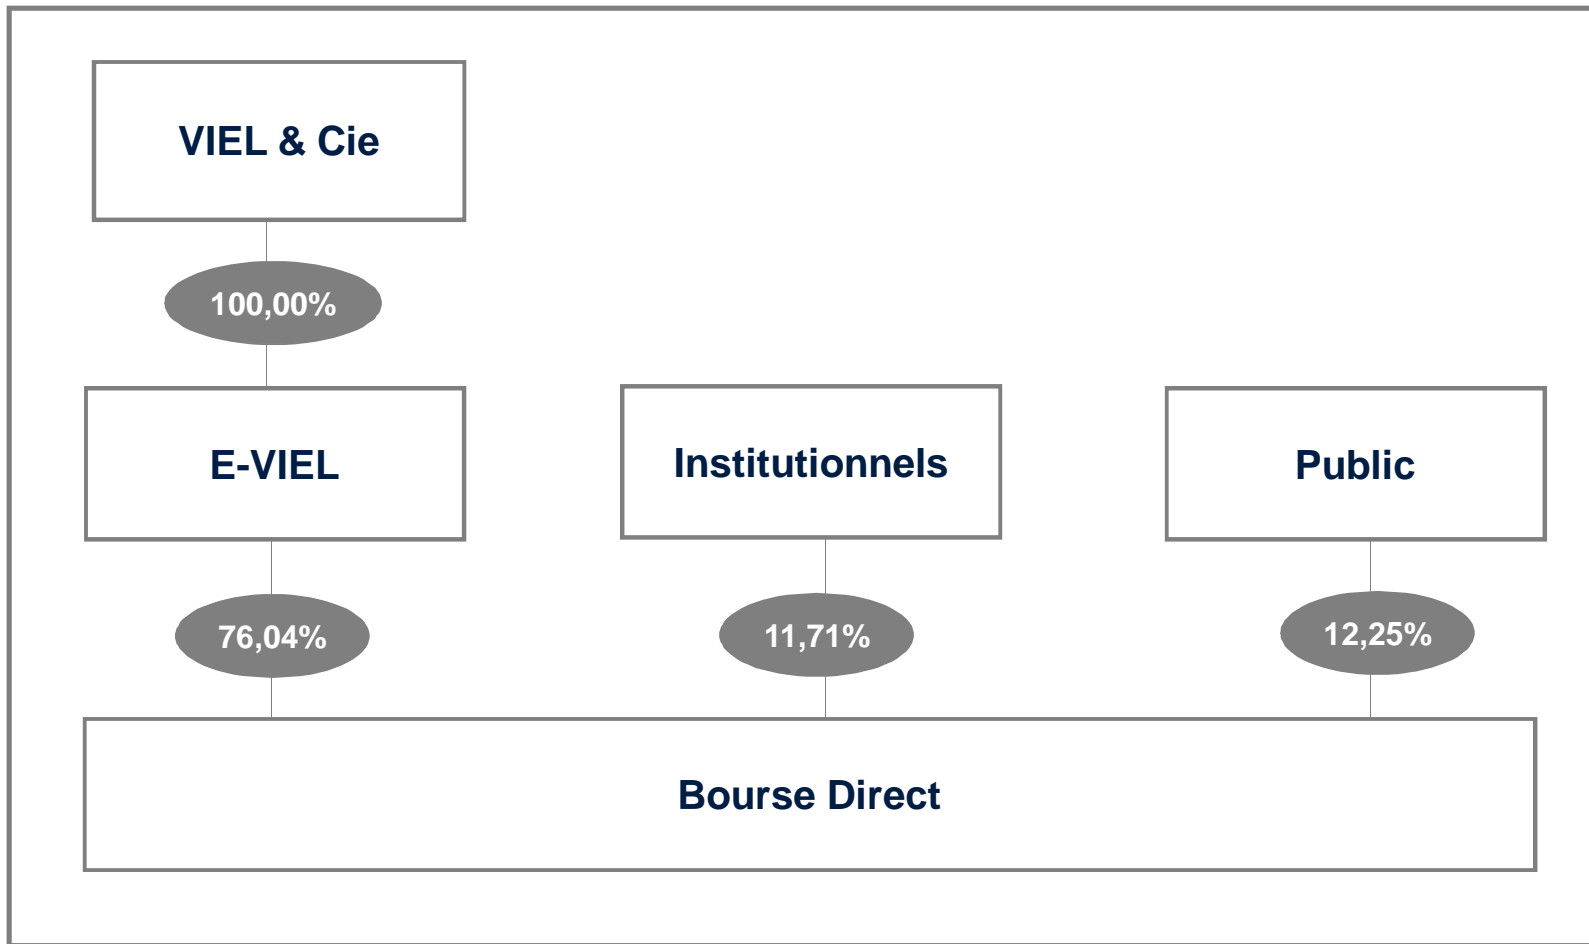 VIEL & Cie
100,00%
E-VIEL
Institutionnels
Public
76,04%
11,71%
12,25%
Bourse Direct